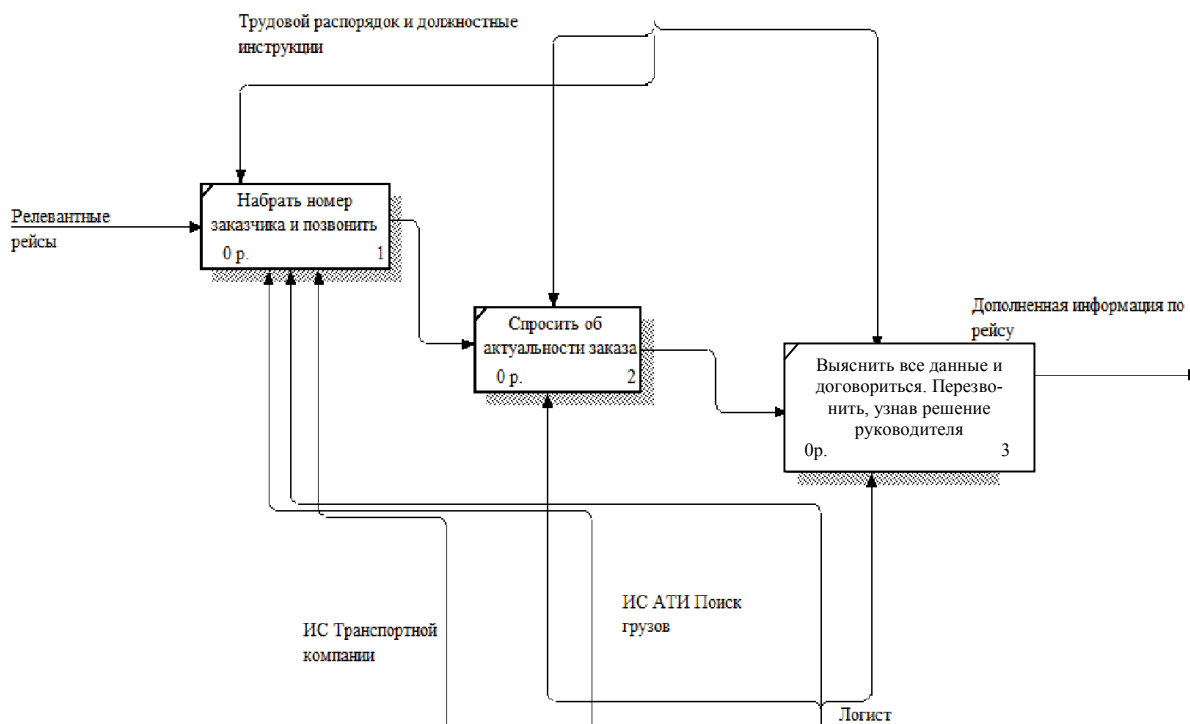 Трудовой распорядок и должностные
инструкции
Релевантные
рейсы
Набрать номер
заказчика и позвонить
0 р. 1
Спросить об
актуальности заказа
0 р. 2
Дополненная информация по
рейсу
Выяснить все данные и
договориться. Перезво-
нить, узнав решение
руководителя
0р. 3
ИС АТИ Поиск
грузов
ИС Транспортной
компании
Логист